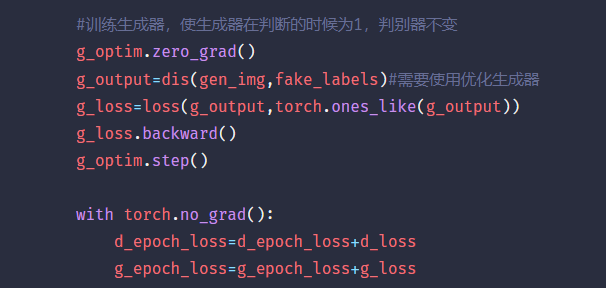 #训练生成器，使生成器在判断的时候为1，判别器不变
g_optim.zero_grad()
g_output=dis(gen_img,fake_labels)#需要使用优化生成器
g_loss=loss(g_output,torch.ones_like(g_output))
g_loss.backward()
g_optim.step()
with torch.no_grad():
    d_epoch_loss=d_epoch_loss+d_loss
    g_epoch_loss=g_epoch_loss+g_loss